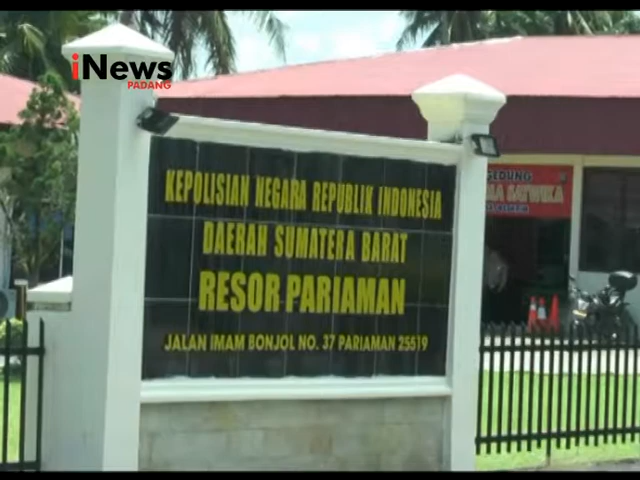 iNews
PADANG
KEPOLISIAN NEGARA REPUBLIK INDONESIA
DAERAH SUMATERA BARAT
RESOR PARIAMAN
JALAN IMAM BONJOL NO. 37 PARIAMAN 25519
GEDUNG